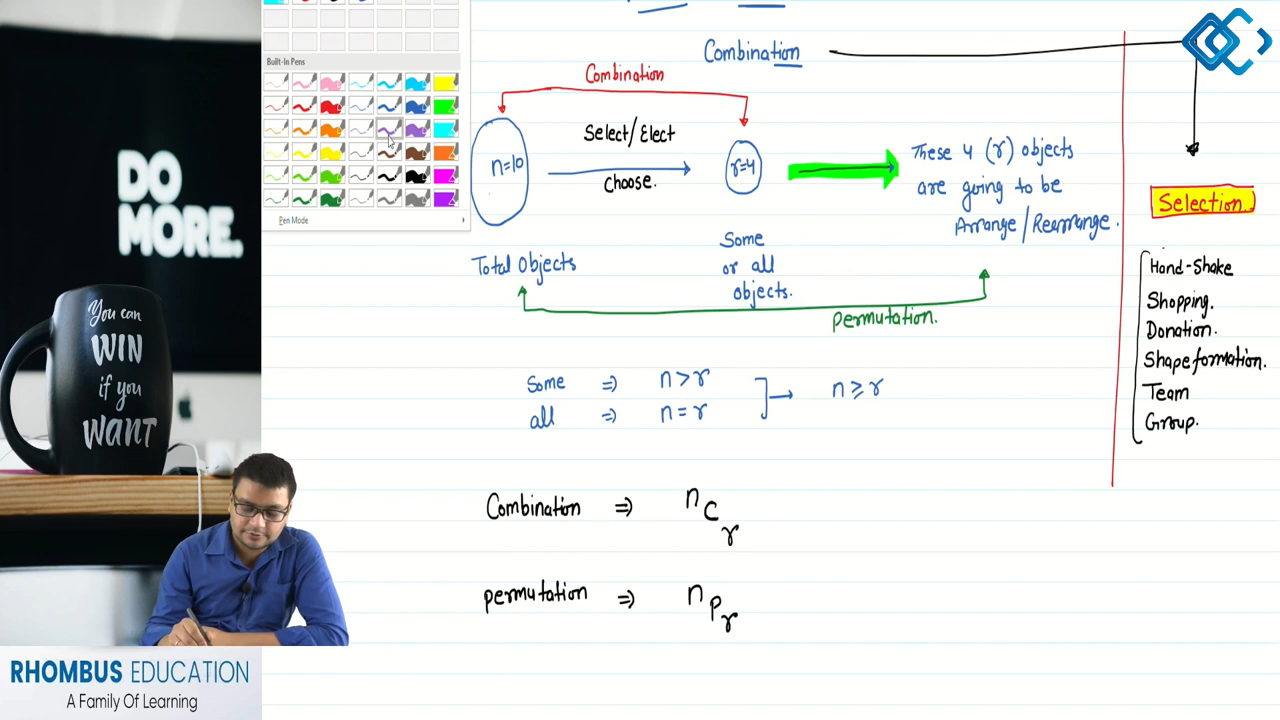 Built-in Pens
Pen Mode
DO
MORE.
You can
WIN
if you
WANT
RHOMBUS EDUCATION
A Family Of Learning
Combination
Combination
n=10
Select/Elect
Choose.
r=4
These 4 (r) objects
are going to be
Arrange/Rearrange.
Total Objects
Some
or all
objects.
permutation.
Some ⇒ n>r
all ⇒ n=r
→ n≥r
Combination ⇒ nCr
permutation ⇒ nPr
Selection.
Hand-Shake
Shopping.
Donation.
Shape formation.
Team
Group.